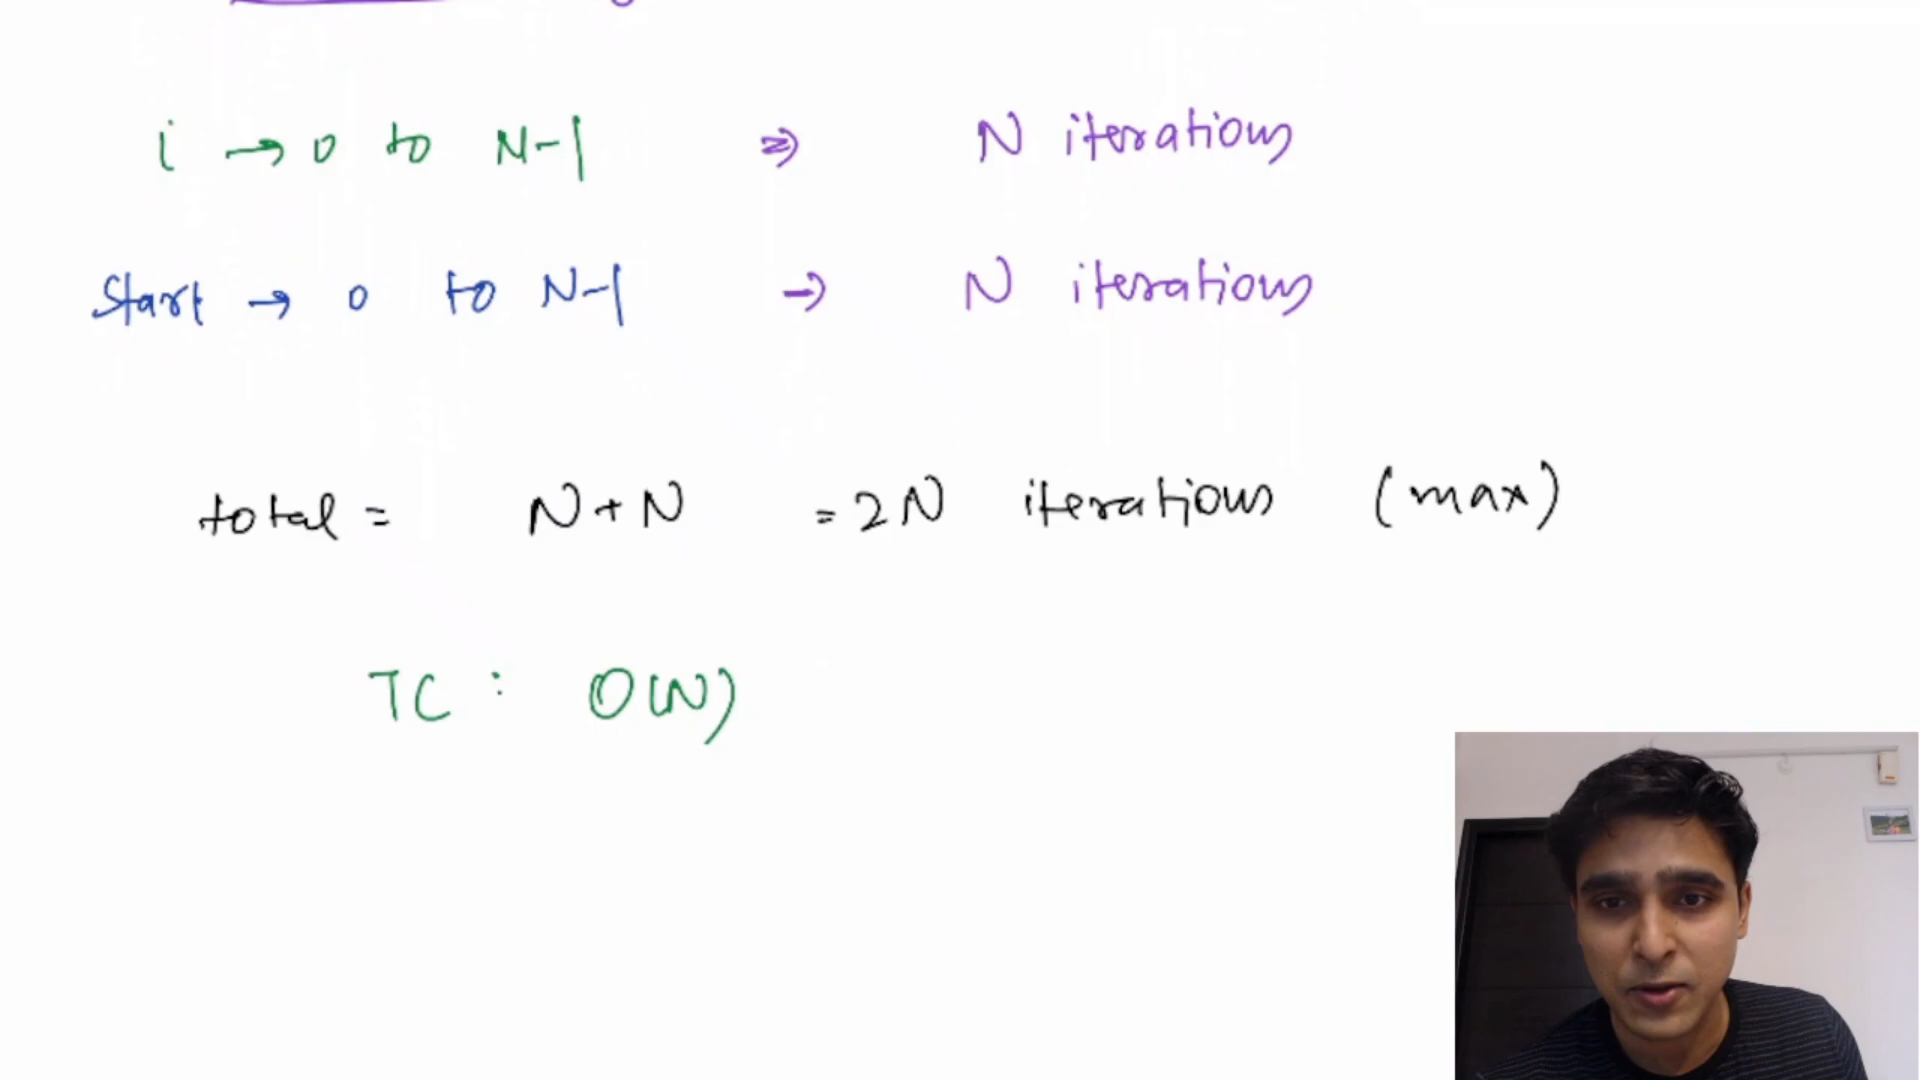 i → 0 to N-1 ⇒ N iterations
Start → 0 to N-1 → N iterations
total = N+N = 2N iterations (max)
TC : O(N)